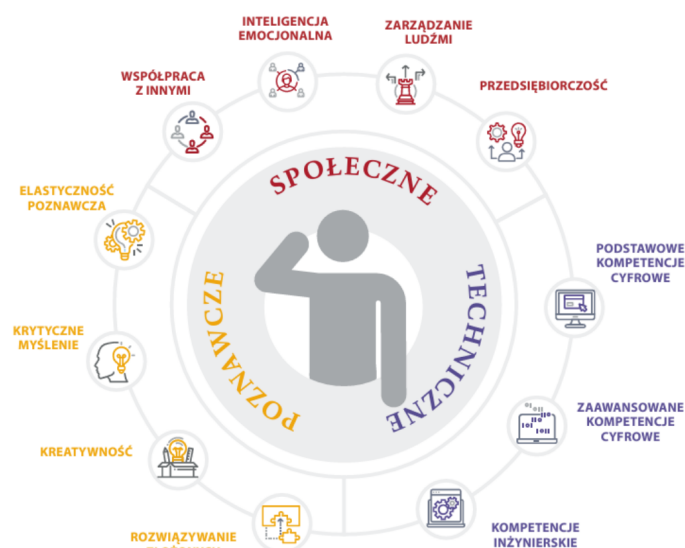 INTELIGENCJA
EMOCJONALNA
ZARZĄDZANIE
LUDŹMI
WSPÓŁPRACA
Z INNYMI
PRZEDSIĘBIORCZOŚĆ
SPOŁECZNE
ELASTYCZNOŚĆ
POZNAWCZA
PODSTAWOWE
KOMPETENCJE
CYFROWE
POZNAWCZE
TECHNICZNE
KRYTYCZNE
MYŚLENIE
ZAAWANSOWANE
KOMPETENCJE
CYFROWE
KREATYWNOŚĆ
ROZWIĄZYWANIE
KOMPETENCJE
INŻYNIERSKIE